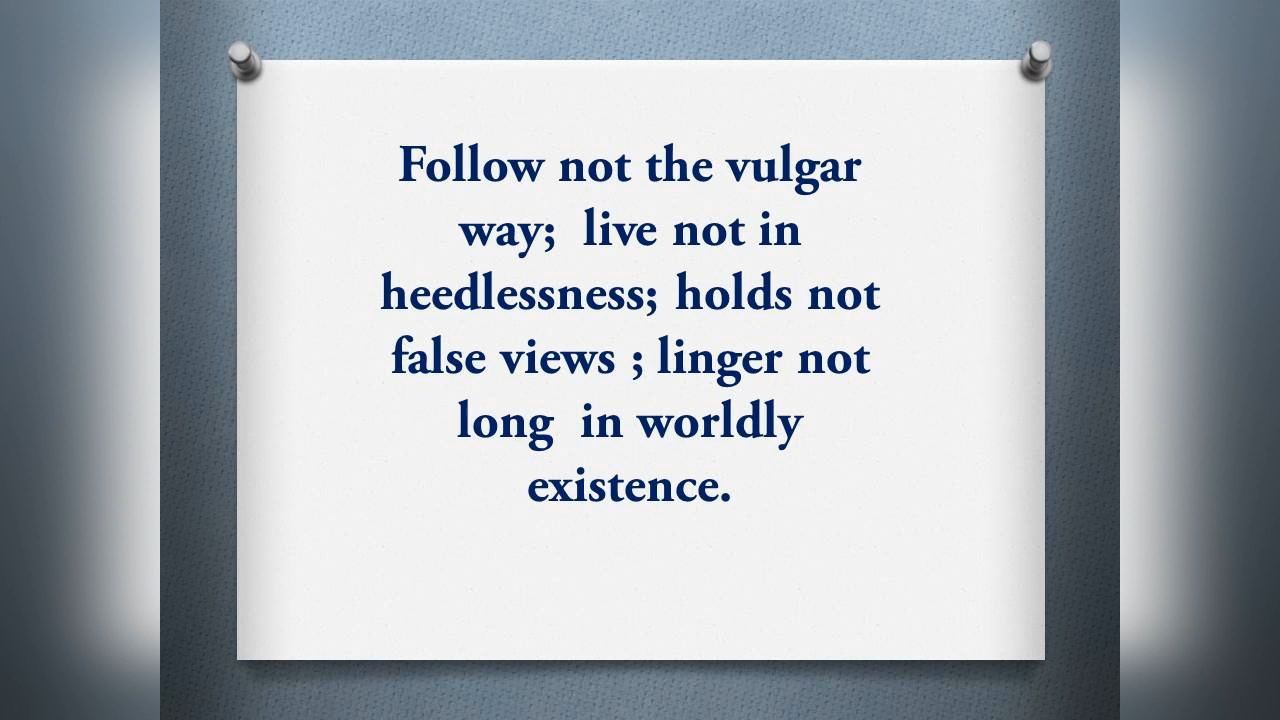 Follow not the vulgar
way;  live not in
heedlessness; holds not
false views ; linger not
long  in worldly
existence.